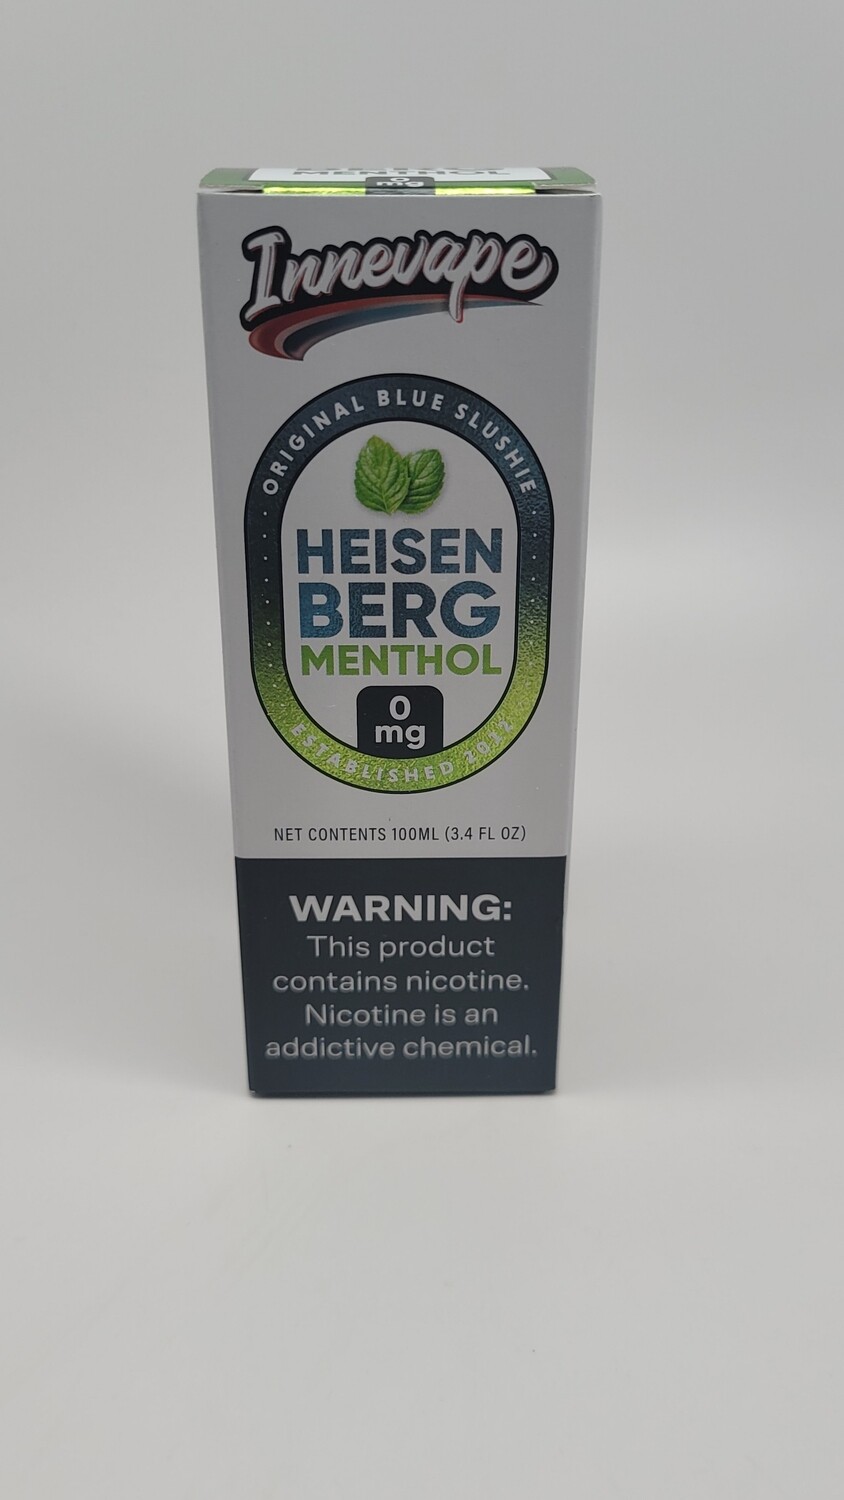 MENTHOL
0
mg
Innevape
ORIGINAL BLUE SLUSHIE
HEISEN
BERG
MENTHOL
0
mg
ESTABLISHED 2012
NET CONTENTS 100ML (3.4 FL OZ)
WARNING:
This product
contains nicotine.
Nicotine is an
addictive chemical.